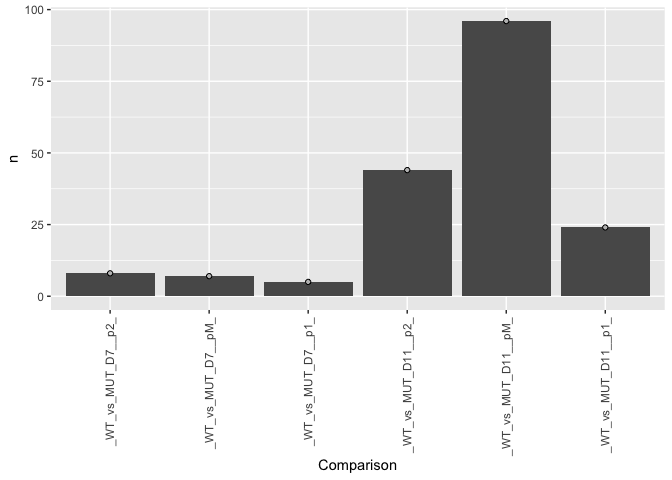 100
75
n
50
25
0
_WT_vs_MUT_D7__p2_
_WT_vs_MUT_D7__pM_
_WT_vs_MUT_D7__p1_
_WT_vs_MUT_D11__p2_
_WT_vs_MUT_D11__pM_
_WT_vs_MUT_D11__p1_
Comparison